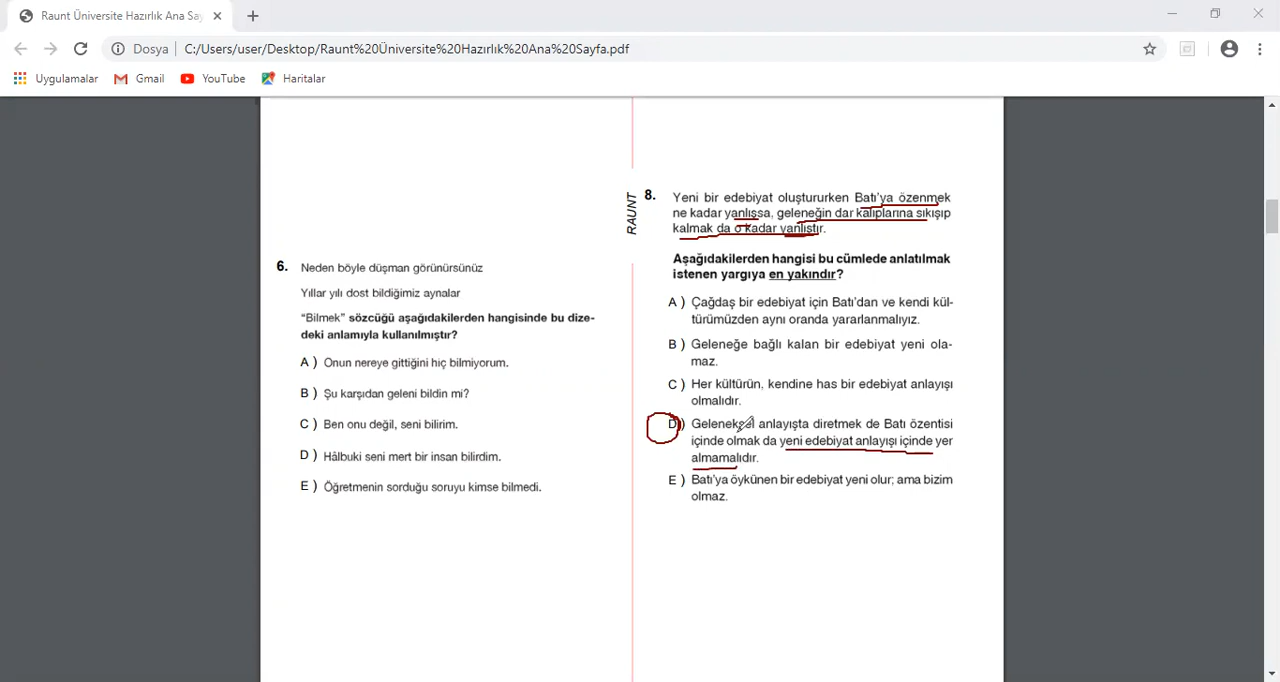 Raunt Üniversite Hazırlık Ana Say
Dosya C:/Users/user/Desktop/Raunt%20Üniversite%20Hazırlık%20Ana%20Sayfa.pdf
Uygulamalar Gmail YouTube Haritalar
RAUNT
6. Neden böyle düşman görünürsünüz
Yıllar yılı dost bildiğimiz aynalar
“Bilmek” sözcüğü aşağıdakilerden hangisinde bu dize-
deki anlamıyla kullanılmıştır?
A ) Onun nereye gittiğini hiç bilmiyorum.
B ) Şu karşıdan geleni bildin mi?
C ) Ben onu değil, seni bilirim.
D ) Hâlbuki seni mert bir insan bilirdim.
E ) Öğretmenin sorduğu soruyu kimse bilmedi.
8. Yeni bir edebiyat oluştururken Batı’ya özenmek
ne kadar yanlışsa, geleneğin dar kalıplarına sıkışıp
kalmak da o kadar yanlıştır.
Aşağıdakilerden hangisi bu cümlede anlatılmak
istenen yargıya en yakındır?
A ) Çağdaş bir edebiyat için Batı’dan ve kendi kül-
türümüzden aynı oranda yararlanmalıyız.
B ) Geleneğe bağlı kalan bir edebiyat yeni ola-
maz.
C ) Her kültürün, kendine has bir edebiyat anlayışı
olmalıdır.
D ) Geleneksel anlayışta diretmek de Batı özentisi
içinde olmak da yeni edebiyat anlayışı içinde yer
almamalıdır.
E ) Batı’ya öykünen bir edebiyat yeni olur; ama bizim
olmaz.